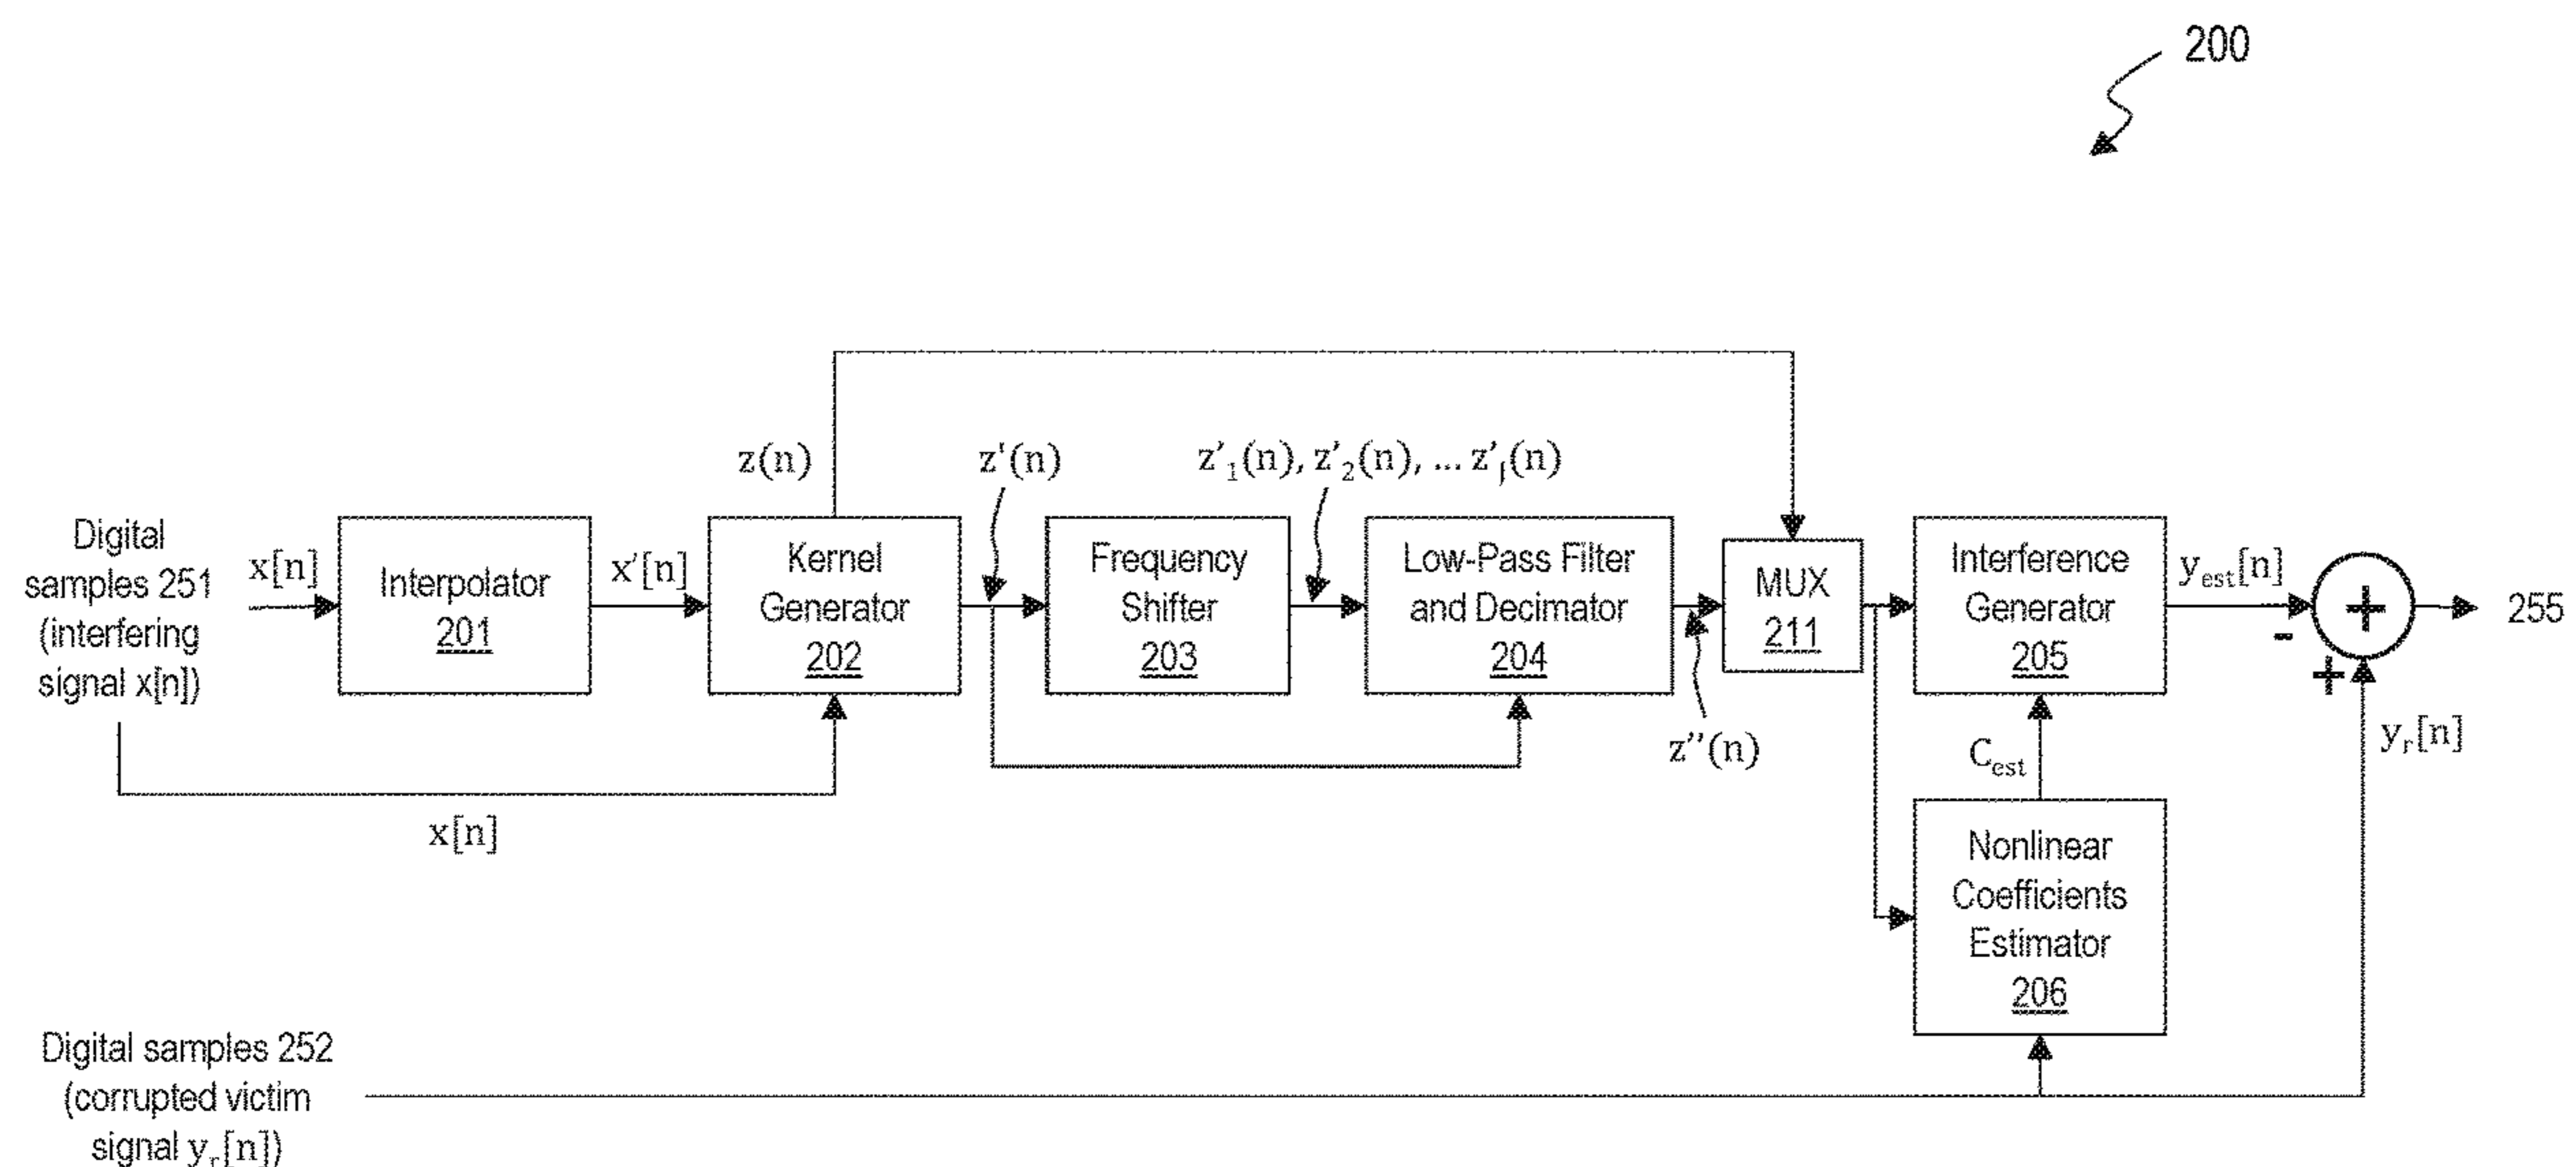 200
z(n)
z'(n)
z'₁(n), z'₂(n), ... z'ⱼ(n)
Digital
samples 251
(interfering
signal x[n])
x[n]
Interpolator
201
x'[n]
Kernel
Generator
202
Frequency
Shifter
203
Low-Pass Filter
and Decimator
204
z''(n)
MUX
211
Interference
Generator
205
yₑₛₜ[n]
-
+
+
255
yᵣ[n]
x[n]
Cₑₛₜ
Nonlinear
Coefficients
Estimator
206
Digital samples 252
(corrupted victim
signal yᵣ[n])